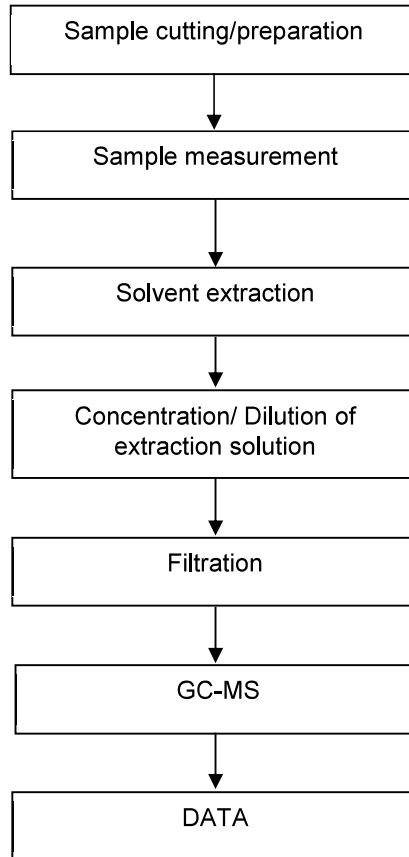 Sample cutting/preparation
Sample measurement
Solvent extraction
Concentration/ Dilution of
extraction solution
Filtration
GC-MS
DATA